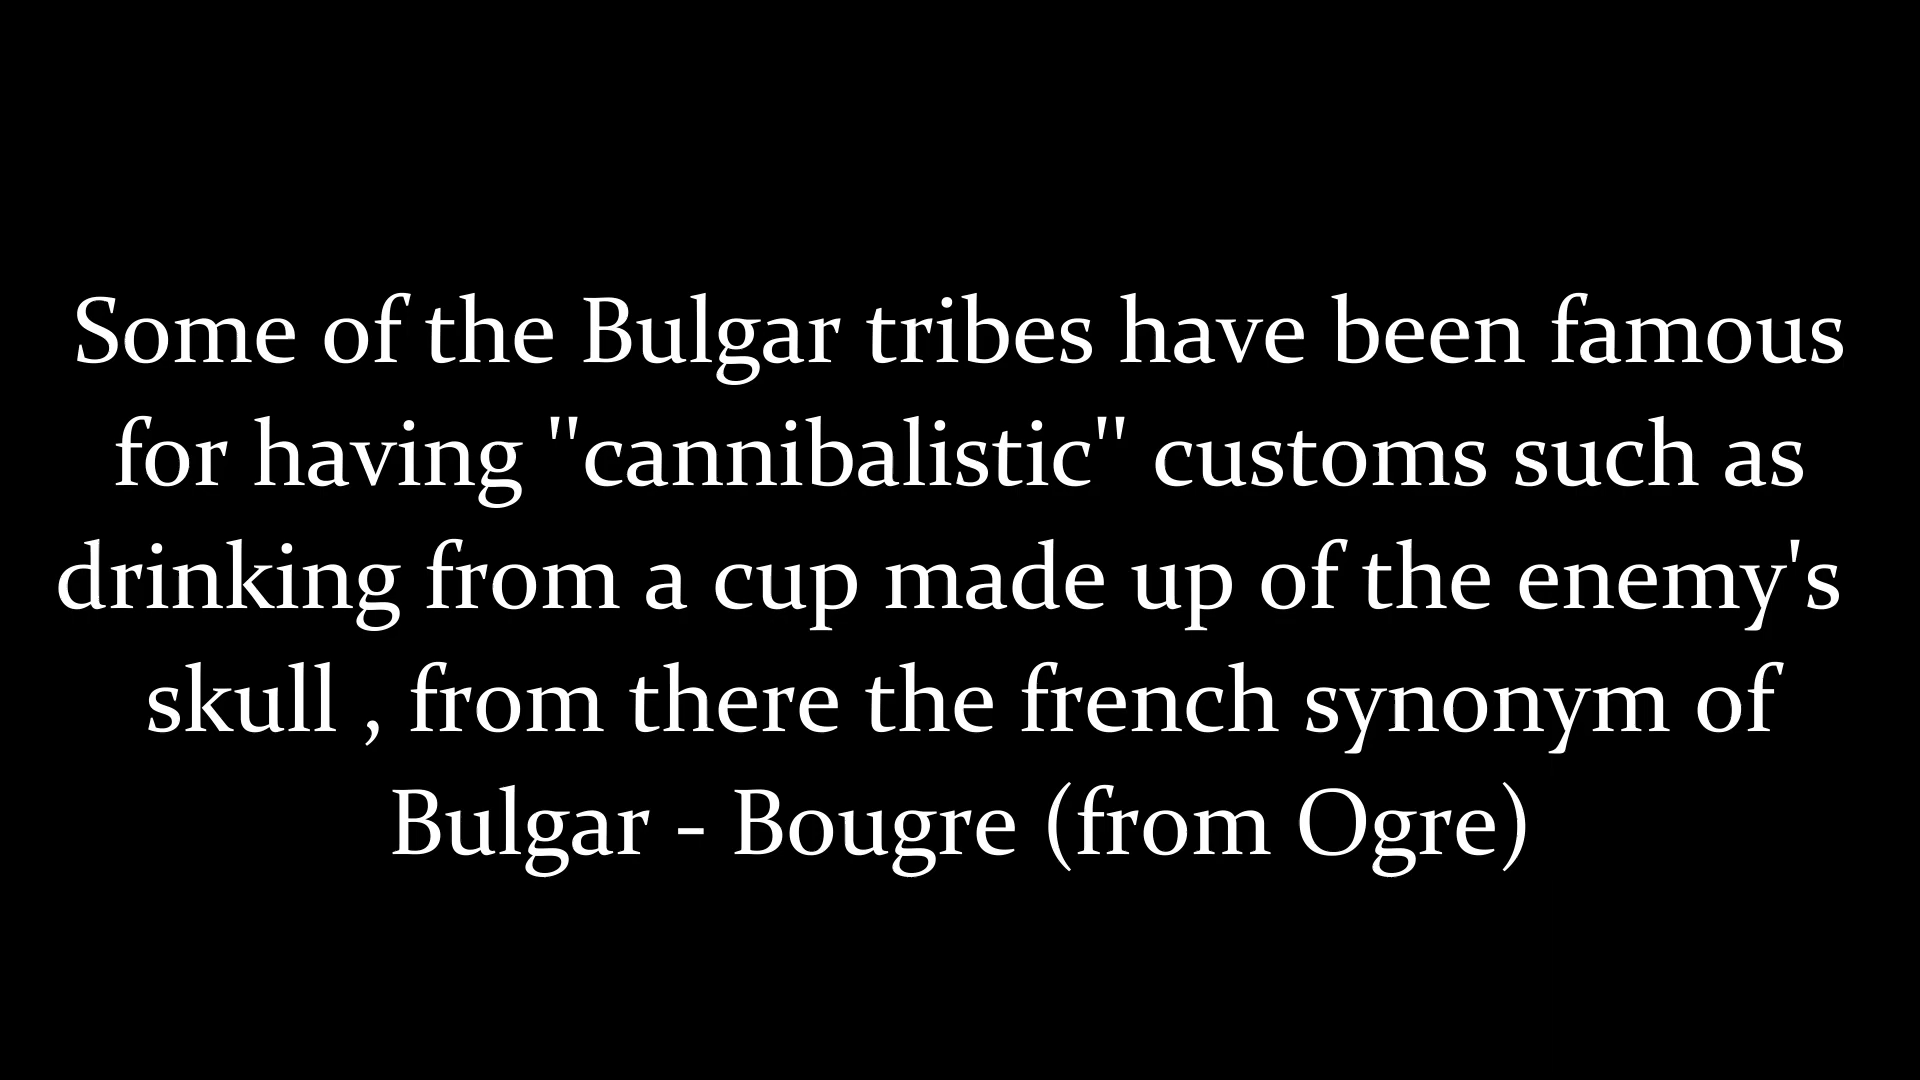 Some of the Bulgar tribes have been famous
for having "cannibalistic" customs such as
drinking from a cup made up of the enemy's
skull , from there the french synonym of
Bulgar - Bougre (from Ogre)